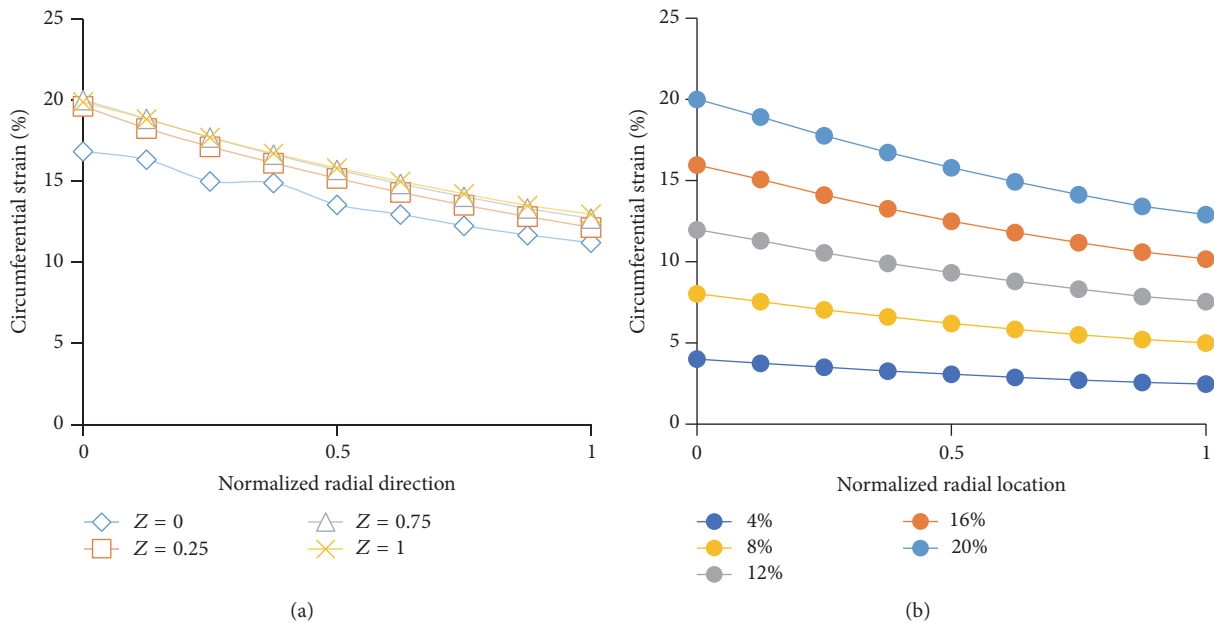 25
20
15
10
5
0
Circumferential strain (%)
0
0.5
1
Normalized radial direction
Z = 0
Z = 0.75
Z = 0.25
Z = 1
(a)
25
20
15
10
5
0
Circumferential strain (%)
0
0.5
1
Normalized radial location
4%
16%
8%
20%
12%
(b)